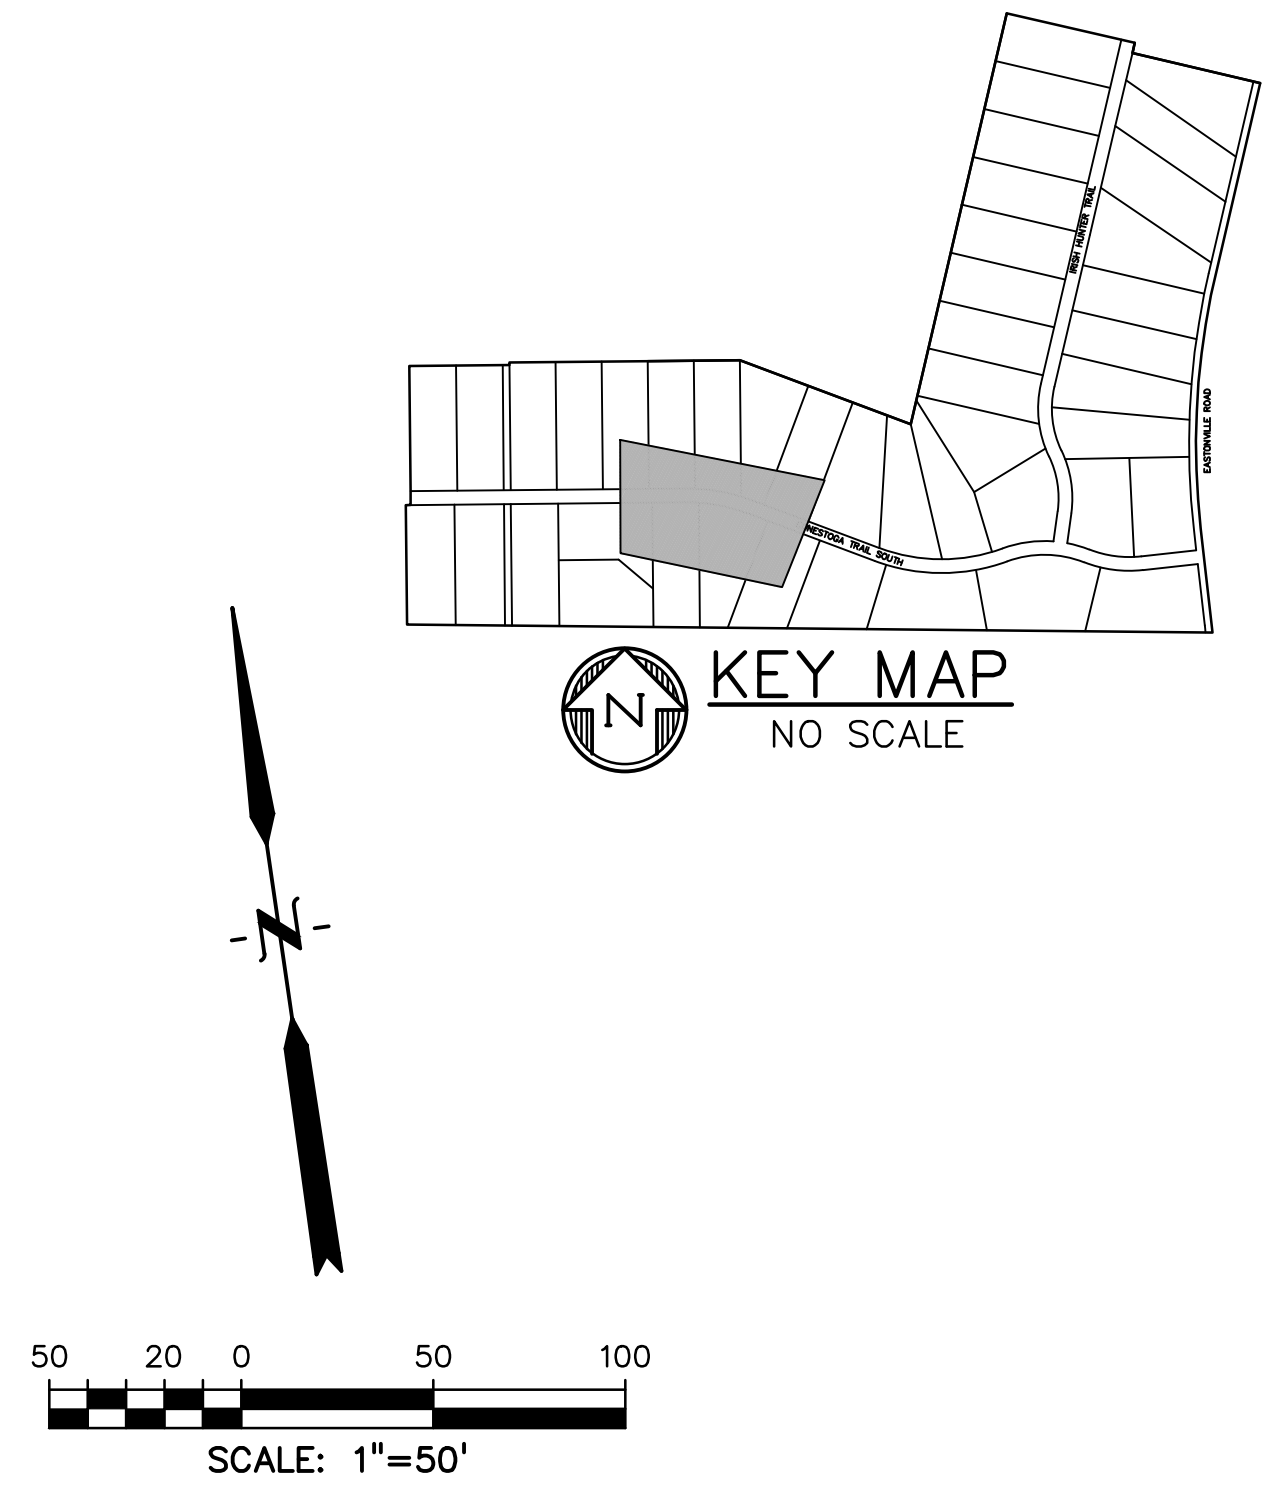 IRISH HUNTER TRAIL
EASTONVILLE ROAD
NESTOGA TRAIL SOUTH
N
KEY MAP
NO SCALE
N
50 20 0 50 100
SCALE: 1"=50'